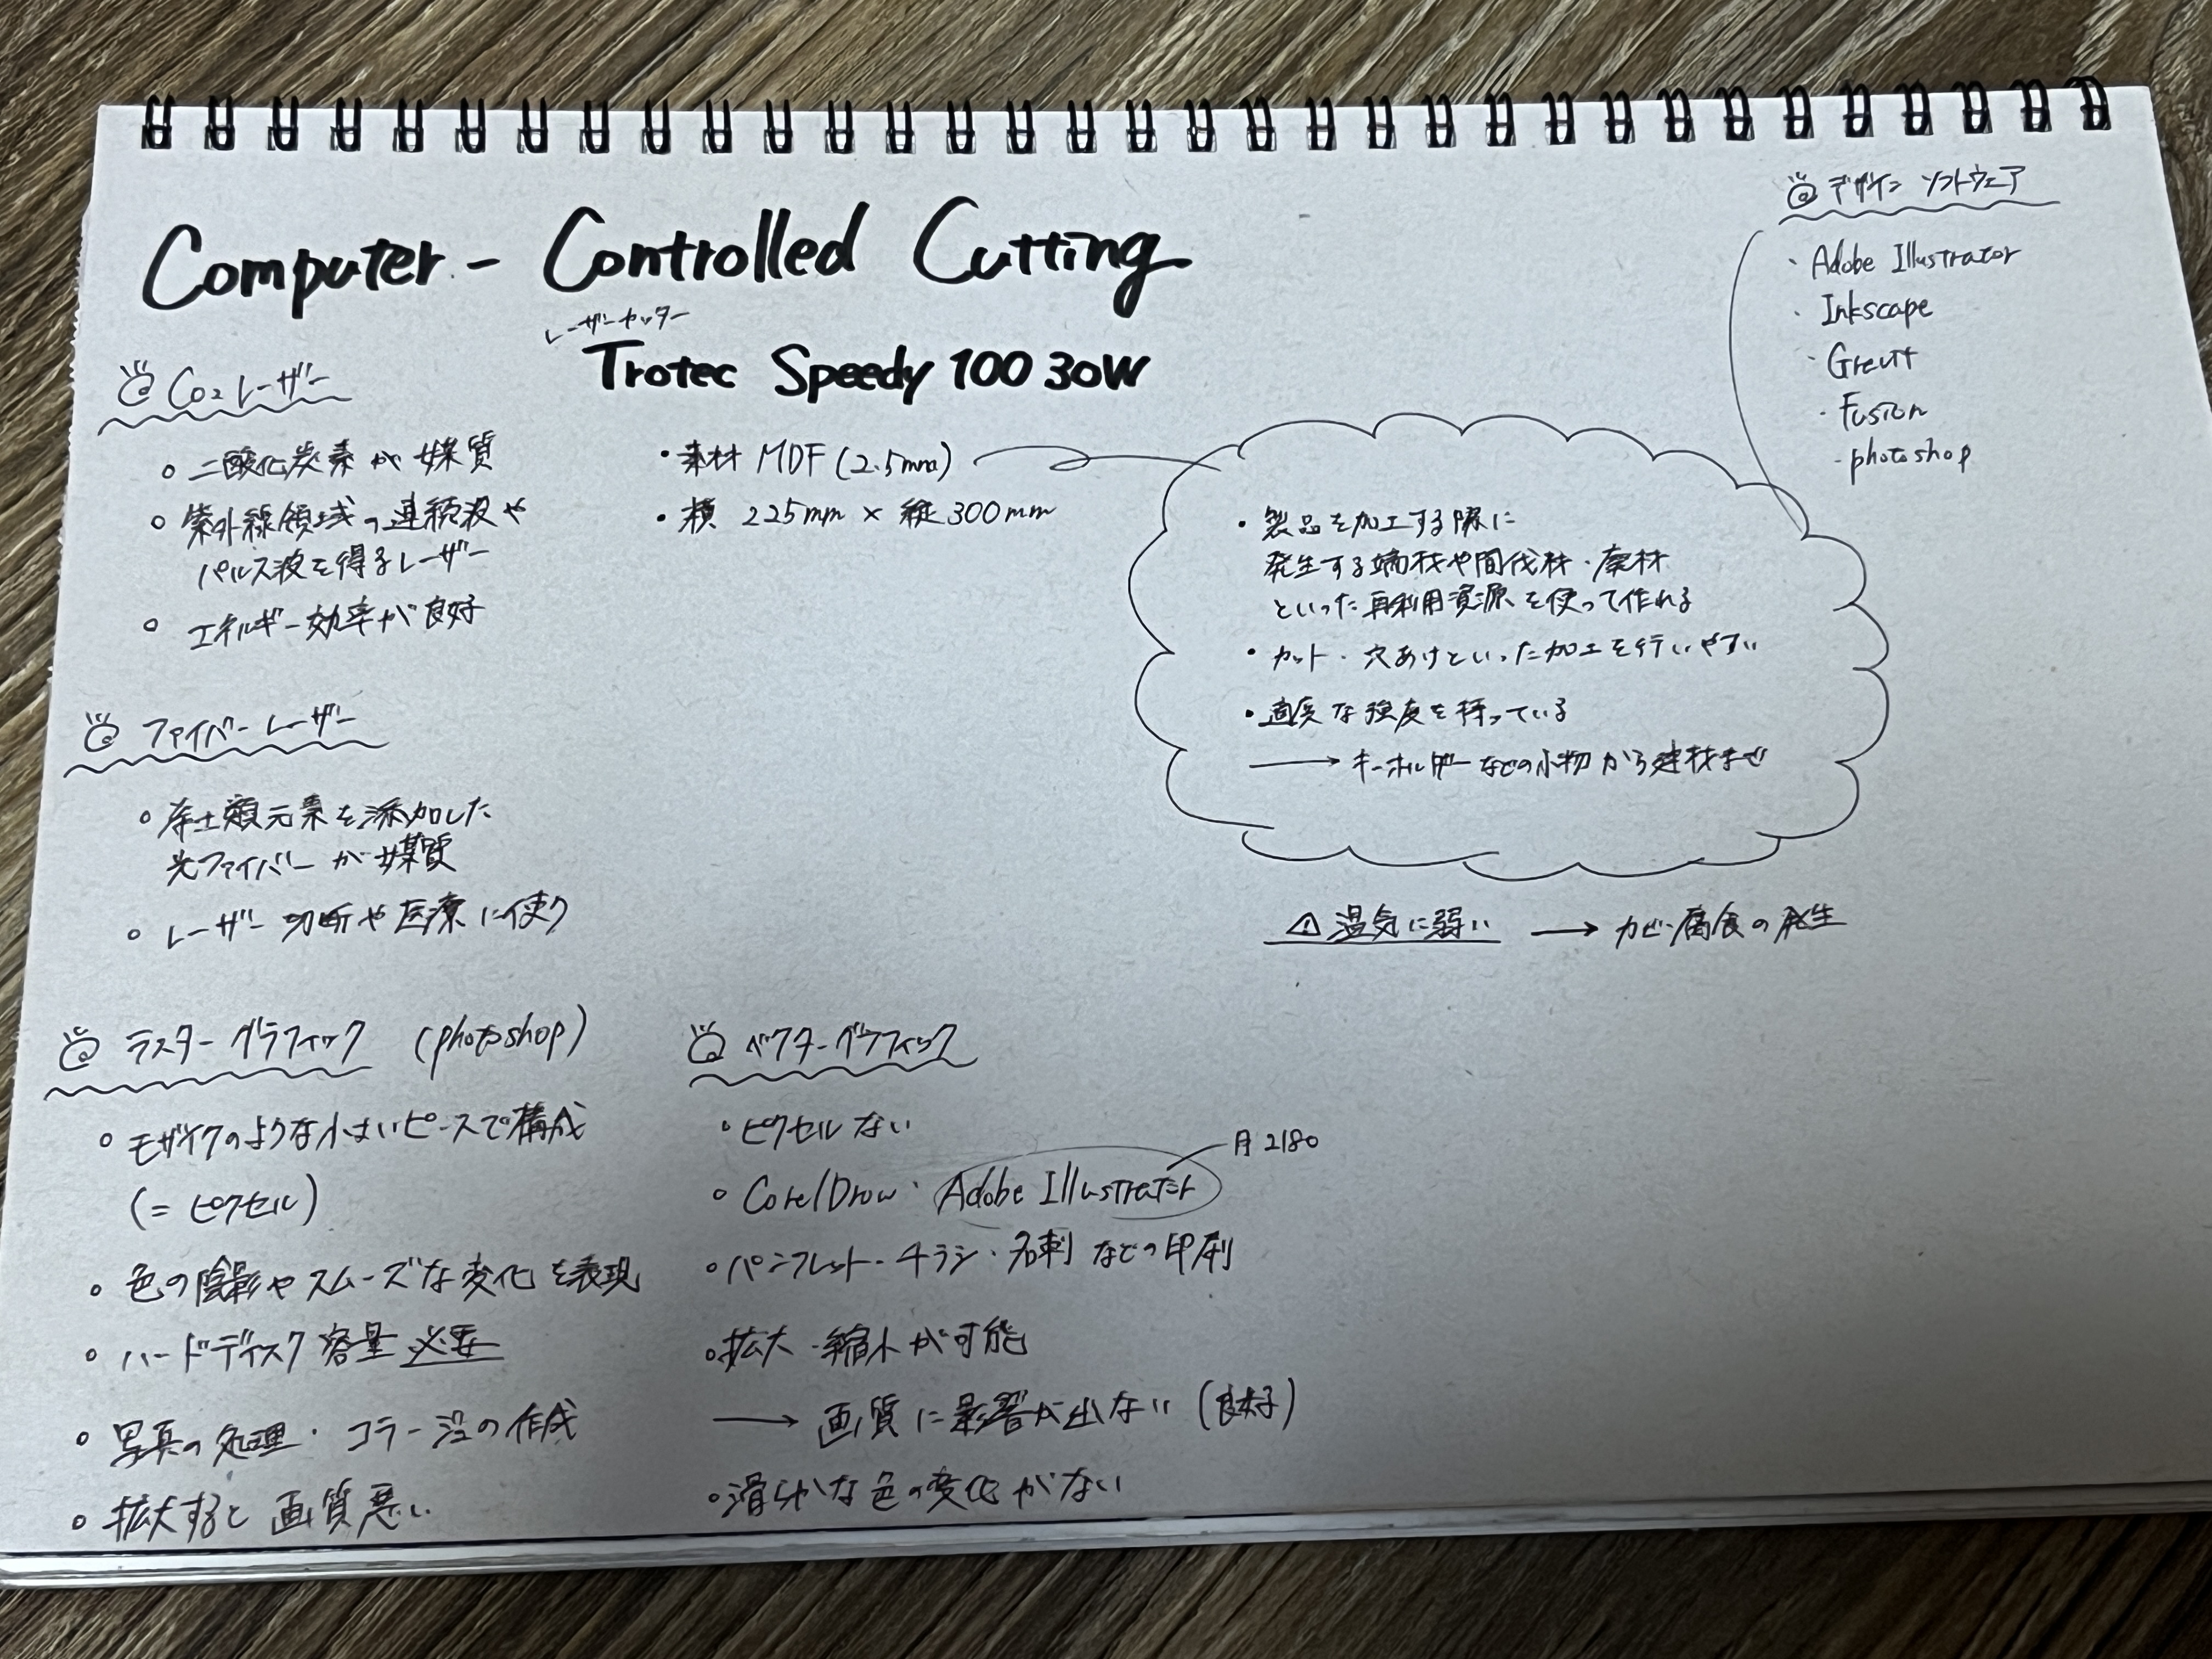 Computer - Controlled Cutting
レーザーカッター
Trotec Speedy 100 30W
CO2 レーザー
二酸化炭素が媒質
紫外線領域の連続波や
パルス波を得るレーザー
エネルギー効率が良好
・素材 MDF (2.5mm)
・横 225mm × 縦 300mm
ファイバーレーザー
希土類元素を添加した
光ファイバーが媒質
レーザー切断や医療に使う
デザインソフトウェア
・Adobe Illustrator
・Inkscape
・Fusion
・photoshop
・製品を加工する際に
発生する端材や間伐材・廃材
といった再利用資源を使って作れる
・カット・穴あけといった加工を行いやすい
・適度な強度を持っている
→ キーホルダーなどの小物から建材まで
⚠ 湿気に弱い → カビ・腐食の発生
ラスターグラフィック (photoshop)
モザイクのような小さいピースで構成
(= ピクセル)
色の陰影やスムーズな変化を表現
ハードディスク容量必要
写真の処理・コラージュの作成
拡大すると画質悪い
ベクターグラフィック
ピクセルない
月2180
CorelDrow・Adobe Illustrator
パンフレット・チラシ・名刺などの印刷
拡大・縮小が可能
→ 画質に影響が出ない (良好)
滑らかな色の変化がない